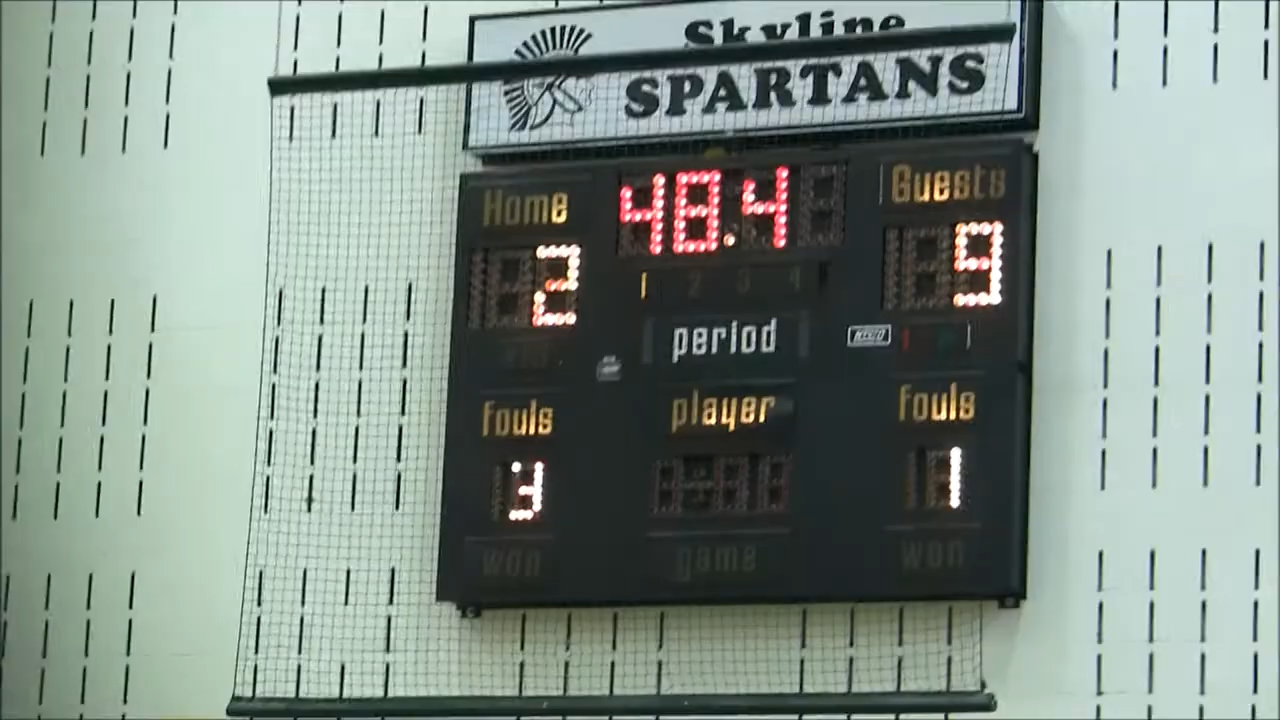 Skyline
SPARTANS
Home 48.4 Guests
2 9
1 2 3 4
period
fouls player fouls
3 1
won game won